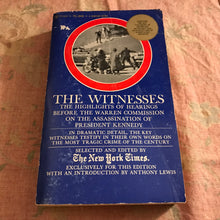 THE WITNESSES
THE HIGHLIGHTS OF HEARINGS
BEFORE THE WARREN COMMISSION
ON THE ASSASSINATION OF
PRESIDENT KENNEDY
IN DRAMATIC DETAIL, THE KEY
WITNESSES TESTIFY IN THEIR OWN WORDS ON
THE MOST TRAGIC CRIME OF THE CENTURY
SELECTED AND EDITED BY
The New York Times.
EXCLUSIVELY FOR THIS EDITION
WITH AN INTRODUCTION BY ANTHONY LEWIS